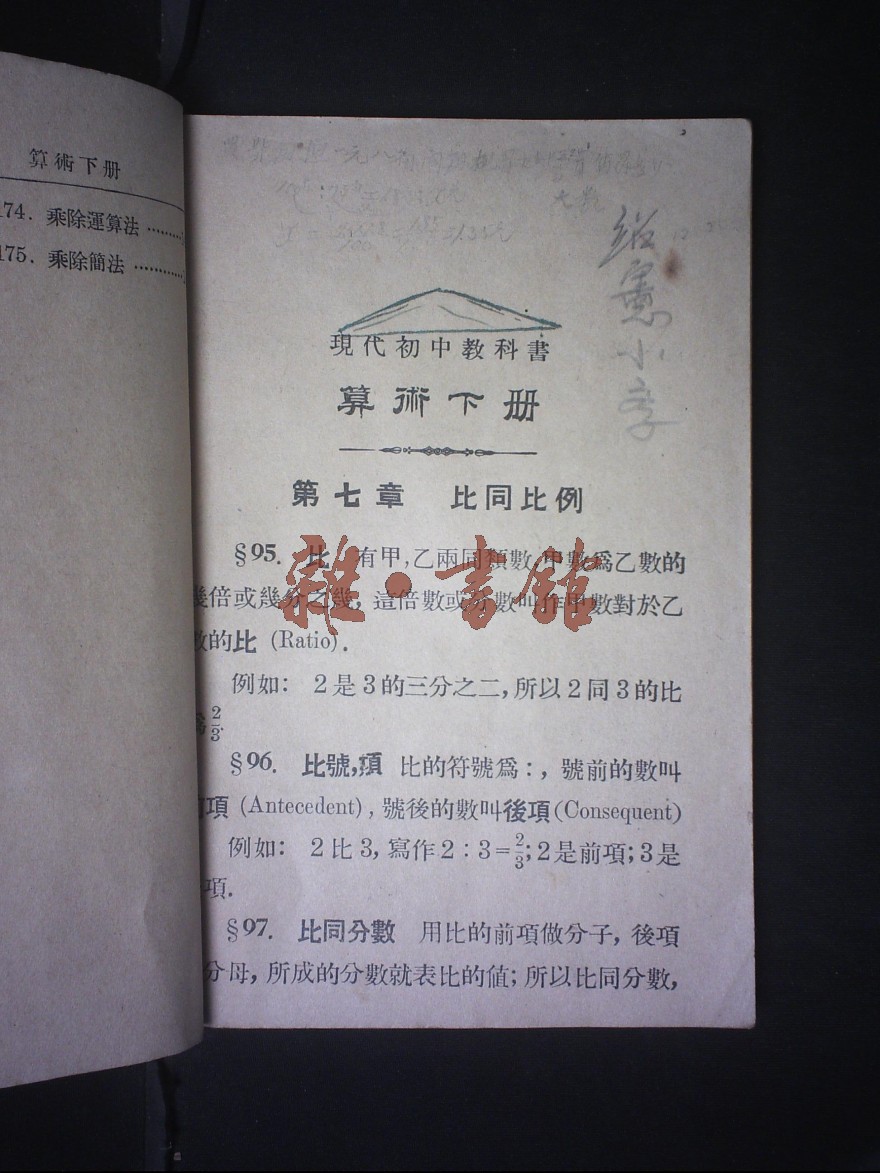 算術下册
174. 乘除運算法
175. 乘除簡法
小
現代初中教科書
算術下册
第七章 比同比例
§95. 比 有甲,乙兩同類數,甲數爲乙數的
幾倍或幾分之幾, 這倍數或分數叫作甲數對於乙
數的比 (Ratio).
例如: 2是3的三分之二,所以2同3的比
爲2/3.
§96. 比號,項 比的符號爲:, 號前的數叫
項 (Antecedent), 號後的數叫後項 (Consequent)
例如: 2比3, 寫作 2:3=2/3; 2是前項; 3是
項.
§97. 比同分數 用比的前項做分子, 後項
分母, 所成的分數就表比的值; 所以比同分數,
雜·書館